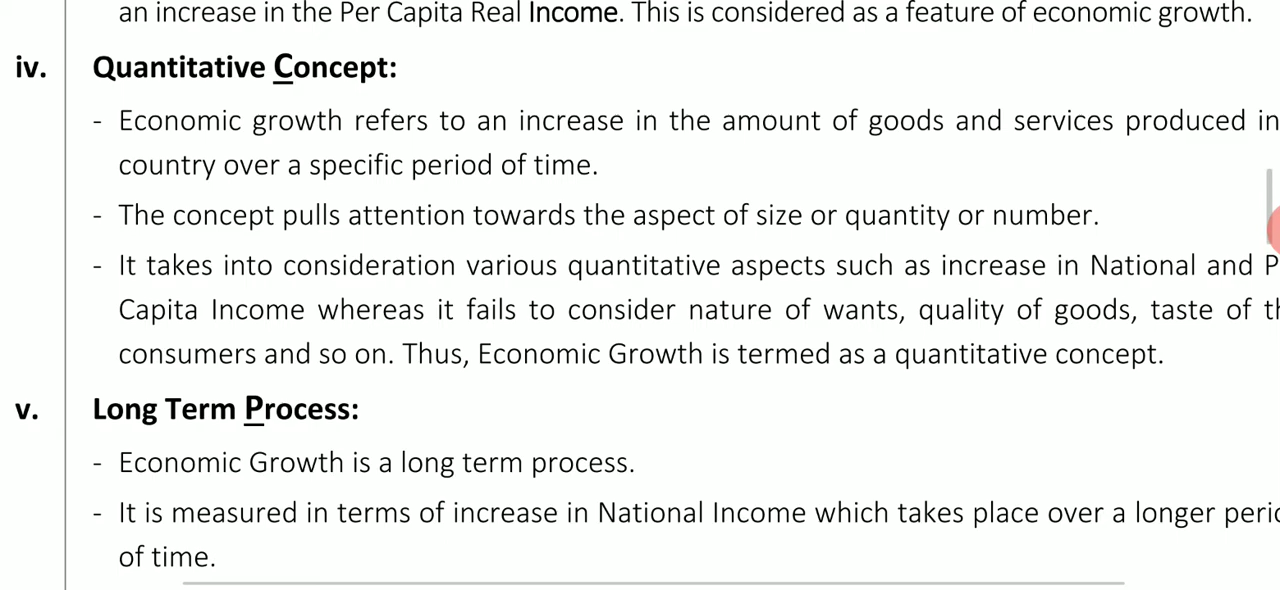 an increase in the Per Capita Real Income. This is considered as a feature of economic growth.
iv. Quantitative Concept:
- Economic growth refers to an increase in the amount of goods and services produced in
country over a specific period of time.
- The concept pulls attention towards the aspect of size or quantity or number.
- It takes into consideration various quantitative aspects such as increase in National and
Capita Income whereas it fails to consider nature of wants, quality of goods, taste of
consumers and so on. Thus, Economic Growth is termed as a quantitative concept.
v. Long Term Process:
- Economic Growth is a long term process.
- It is measured in terms of increase in National Income which takes place over a longer
of time.